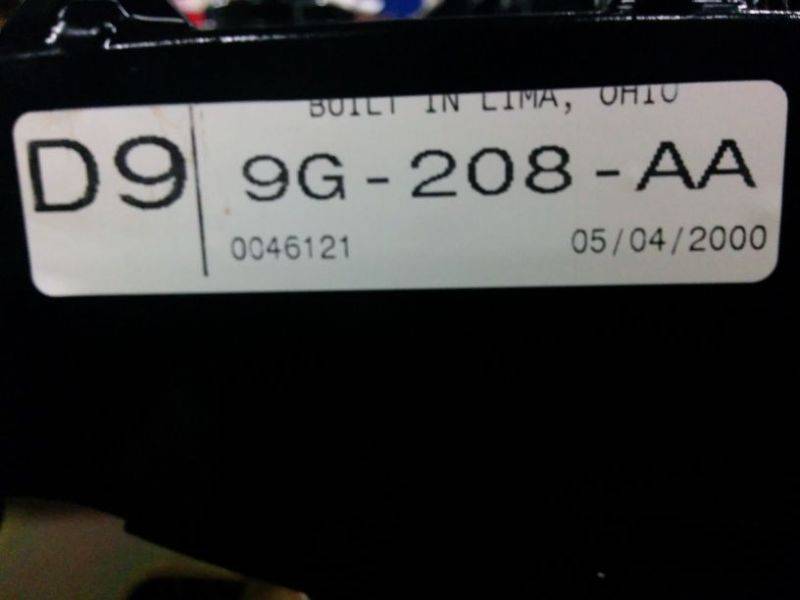 BUILT IN LIMA, OHIO
D9 9G-208-AA
0046121 05/04/2000